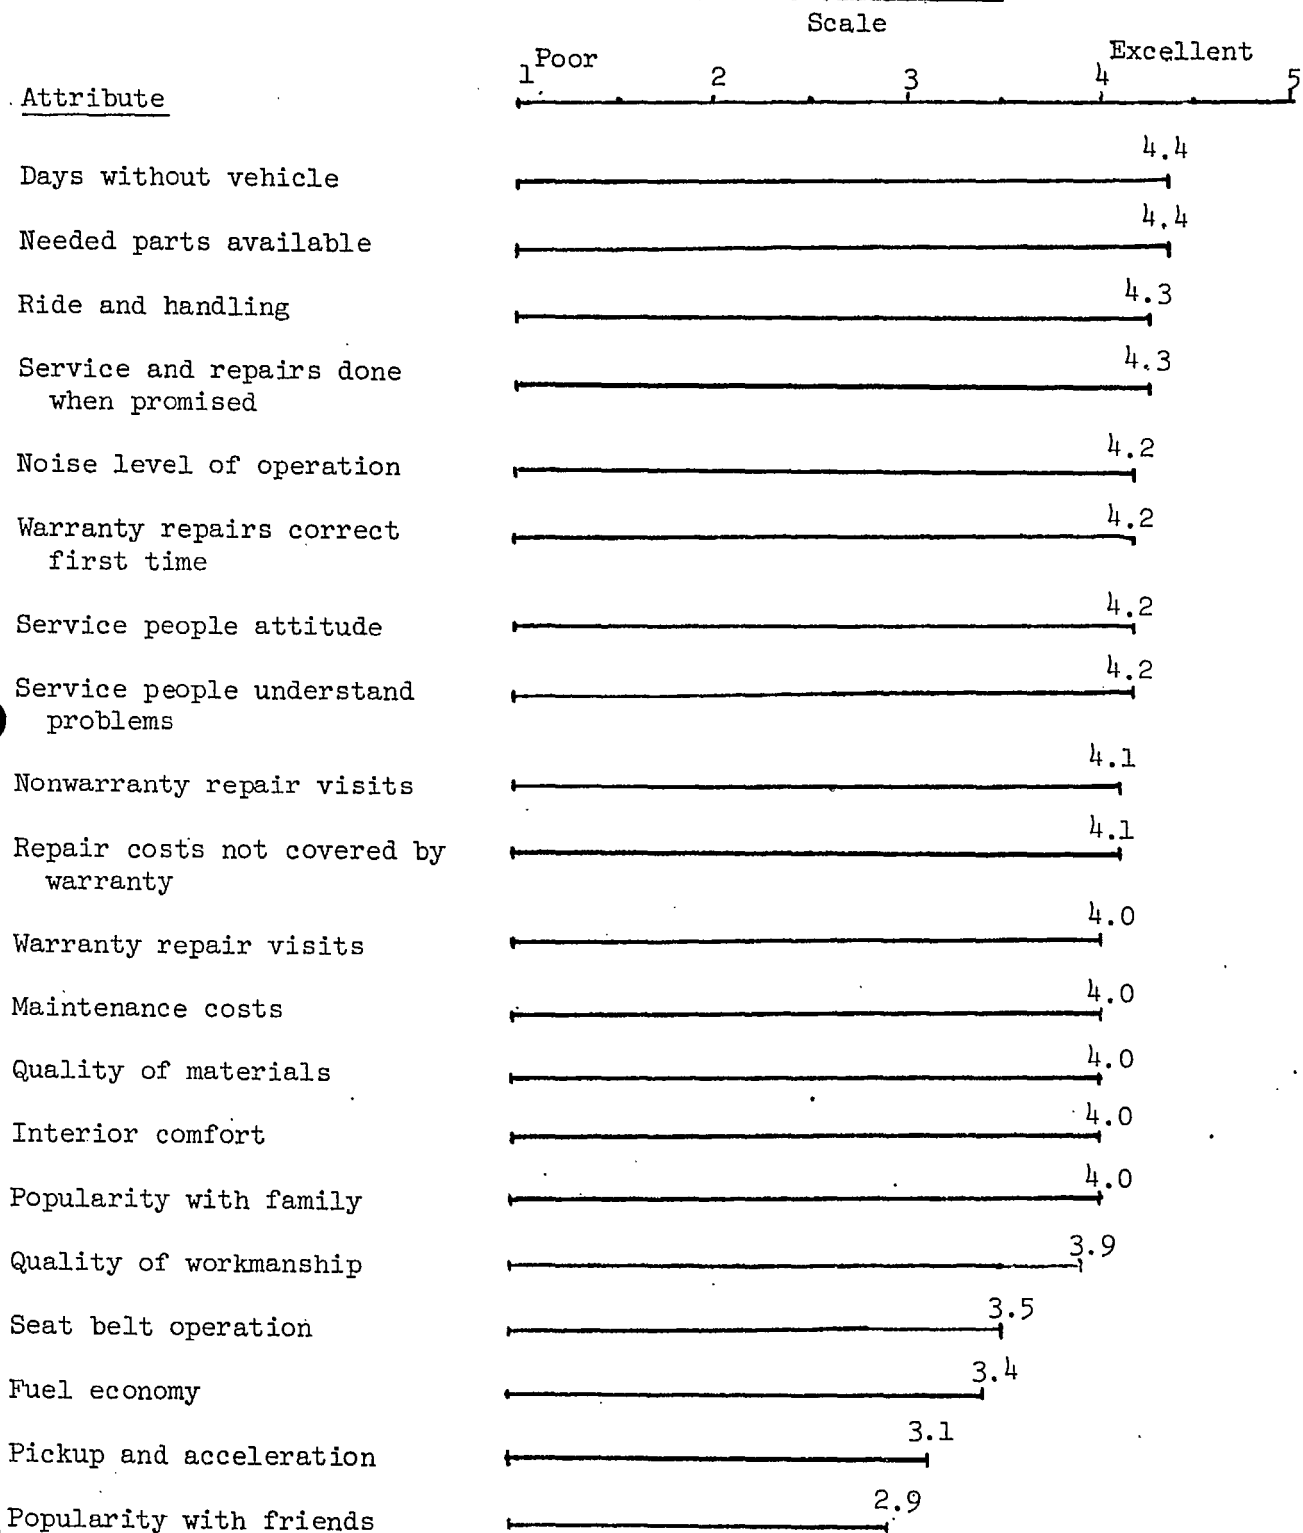 Scale
Poor Excellent
1 2 3 4 5
Attribute
4.4
Days without vehicle
4.4
Needed parts available
4.3
Ride and handling
4.3
Service and repairs done
when promised
4.2
Noise level of operation
4.2
Warranty repairs correct
first time
4.2
Service people attitude
4.2
Service people understand
problems
4.1
Nonwarranty repair visits
4.1
Repair costs not covered by
warranty
4.0
Warranty repair visits
4.0
Maintenance costs
4.0
Quality of materials
4.0
Interior comfort
4.0
Popularity with family
3.9
Quality of workmanship
3.5
Seat belt operation
3.4
Fuel economy
3.1
Pickup and acceleration
2.9
Popularity with friends